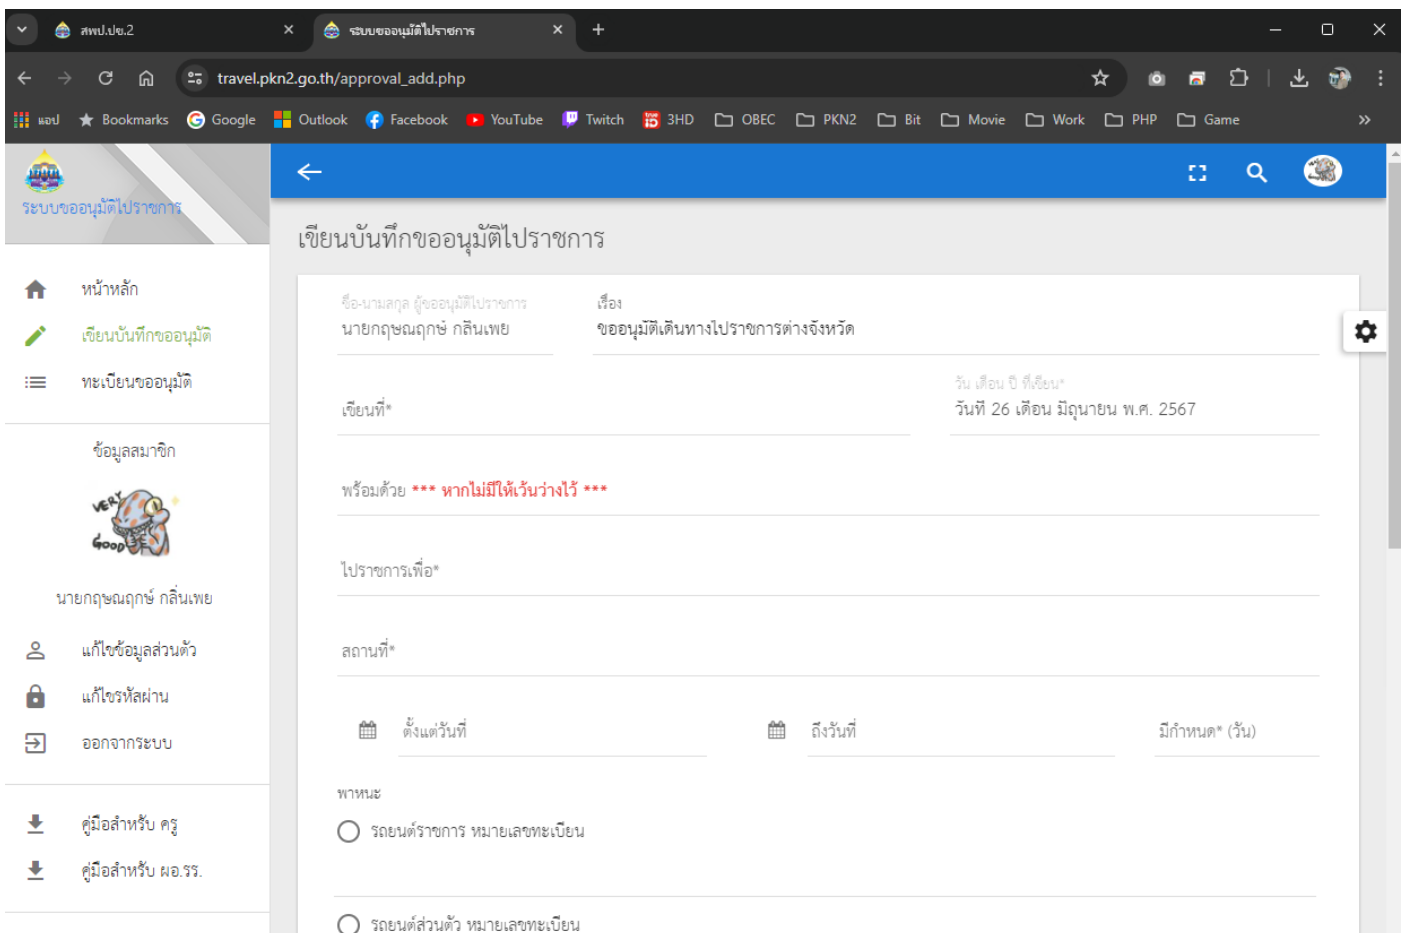 สพป.ปข.2
ระบบขออนุมัติไปราชการ
travel.pkn2.go.th/approval_add.php
แอป Bookmarks Google Outlook Facebook YouTube Twitch 3HD OBEC PKN2 Bit Movie Work PHP Game
ระบบขออนุมัติไปราชการ
เขียนบันทึกขออนุมัติไปราชการ
หน้าหลัก
เขียนบันทึกขออนุมัติ
ทะเบียนขออนุมัติ
ข้อมูลสมาชิก
VERY
GOOD
นายกฤษณฤกษ์ กลิ่นเพย
แก้ไขข้อมูลส่วนตัว
แก้ไขรหัสผ่าน
ออกจากระบบ
คู่มือสำหรับ ครู
คู่มือสำหรับ ผอ.รร.
ชื่อ-นามสกุล ผู้ขออนุมัติไปราชการ
นายกฤษณฤกษ์ กลิ่นเพย
เรื่อง
ขออนุมัติเดินทางไปราชการต่างจังหวัด
เขียนที่*
วัน เดือน ปี ที่เขียน*
วันที่ 26 เดือน มิถุนายน พ.ศ. 2567
พร้อมด้วย *** หากไม่มีให้เว้นว่างไว้ ***
ไปราชการเพื่อ*
สถานที่*
ตั้งแต่วันที่ ถึงวันที่ มีกำหนด* (วัน)
พาหนะ
รถยนต์ราชการ หมายเลขทะเบียน
รถยนต์ส่วนตัว หมายเลขทะเบียน